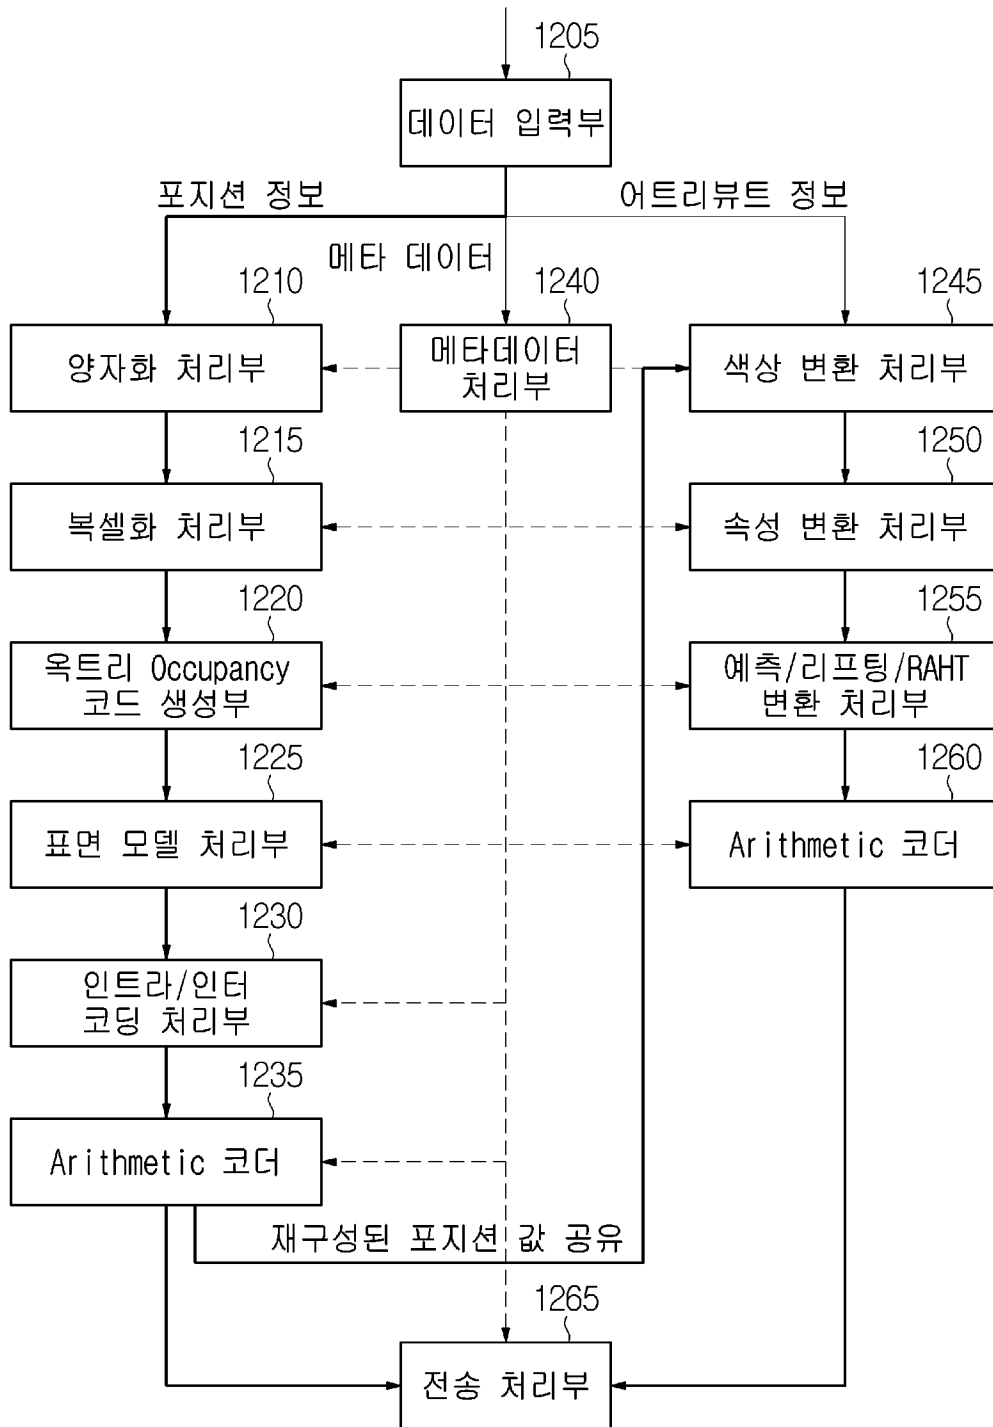 1205
데이터 입력부
포지션 정보
어트리뷰트 정보
메타 데이터
1210
1240
1245
양자화 처리부
메타데이터
처리부
색상 변환 처리부
1215
1250
복셀화 처리부
속성 변환 처리부
1220
1255
옥트리 Occupancy
코드 생성부
예측/리프팅/RAHT
변환 처리부
1225
1260
표면 모델 처리부
Arithmetic 코더
1230
인트라/인터
코딩 처리부
1235
Arithmetic 코더
재구성된 포지션 값 공유
1265
전송 처리부